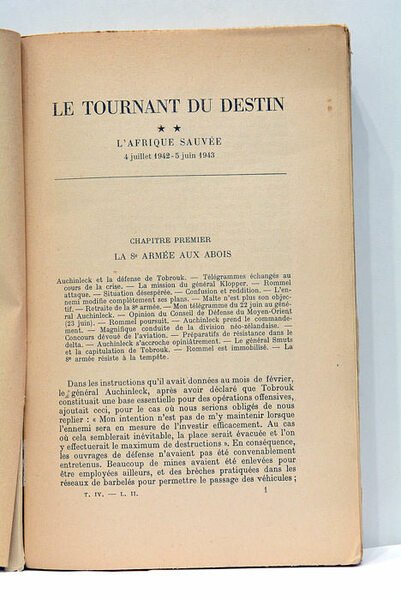 LE TOURNANT DU DESTIN
★ ★
L'AFRIQUE SAUVÉE
4 juillet 1942-5 juin 1943
CHAPITRE PREMIER
LA 8e ARMÉE AUX ABOIS
Auchinleck et la défense de Tobrouk. — Télégrammes échangés au
cours de la crise. — La mission du général Klopper. — Rommel
attaque. — Situation désespérée. — Confusion et reddition. — L'en-
nemi modifie complètement ses plans. — Malte n'est plus son objec-
tif. — Retraite de la 8e armée. — Mon télégramme du 22 juin au géné-
ral Auchinleck. — Opinion du Conseil de Défense du Moyen-Orient
(23 juin). — Rommel poursuit. — Auchinleck prend le commande-
ment. — Magnifique conduite de la division néo-zélandaise. —
Concours dévoué de l'aviation. — Préparatifs de résistance dans le
delta. — Auchinleck s'accroche opiniâtrement. — Le général Smuts
et la capitulation de Tobrouk. — Rommel est immobilisé. — La
8e armée résiste à la tempête.
Dans les instructions qu'il avait données au mois de février,
le général Auchinleck, après avoir déclaré que Tobrouk
constituait une base essentielle pour des opérations offensives,
ajoutait ceci, pour le cas où nous serions obligés de nous
replier : « Mon intention n'est pas de m'y maintenir lorsque
l'ennemi sera en mesure de l'investir efficacement. Au cas
où cela semblerait inévitable, la place serait évacuée et l'on
y effectuerait le maximum de destructions ». En conséquence,
les ouvrages de défense n'avaient pas été convenablement
entretenus. Beaucoup de mines avaient été enlevées pour
être employées ailleurs, et des brèches pratiquées dans les
réseaux de barbelés pour permettre le passage des véhicules ;
T. IV. — L. II. 1